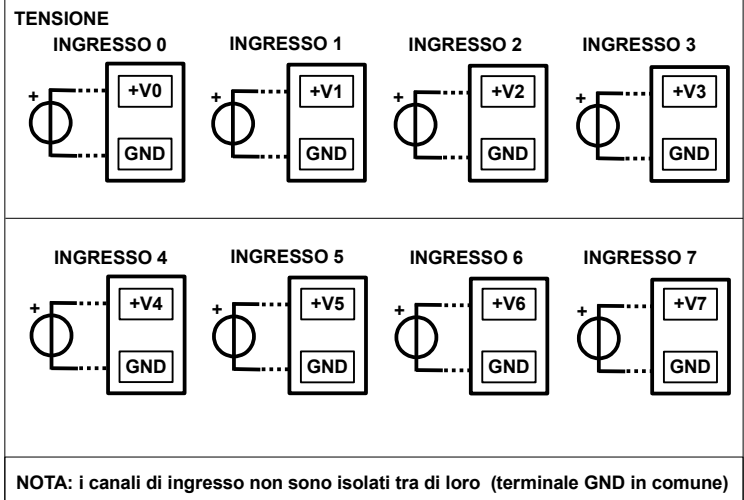 TENSIONE
INGRESSO 0 INGRESSO 1 INGRESSO 2 INGRESSO 3
+ +V0 + +V1 + +V2 + +V3
GND GND GND GND
INGRESSO 4 INGRESSO 5 INGRESSO 6 INGRESSO 7
+ +V4 + +V5 + +V6 + +V7
GND GND GND GND
NOTA: i canali di ingresso non sono isolati tra di loro (terminale GND in comune)